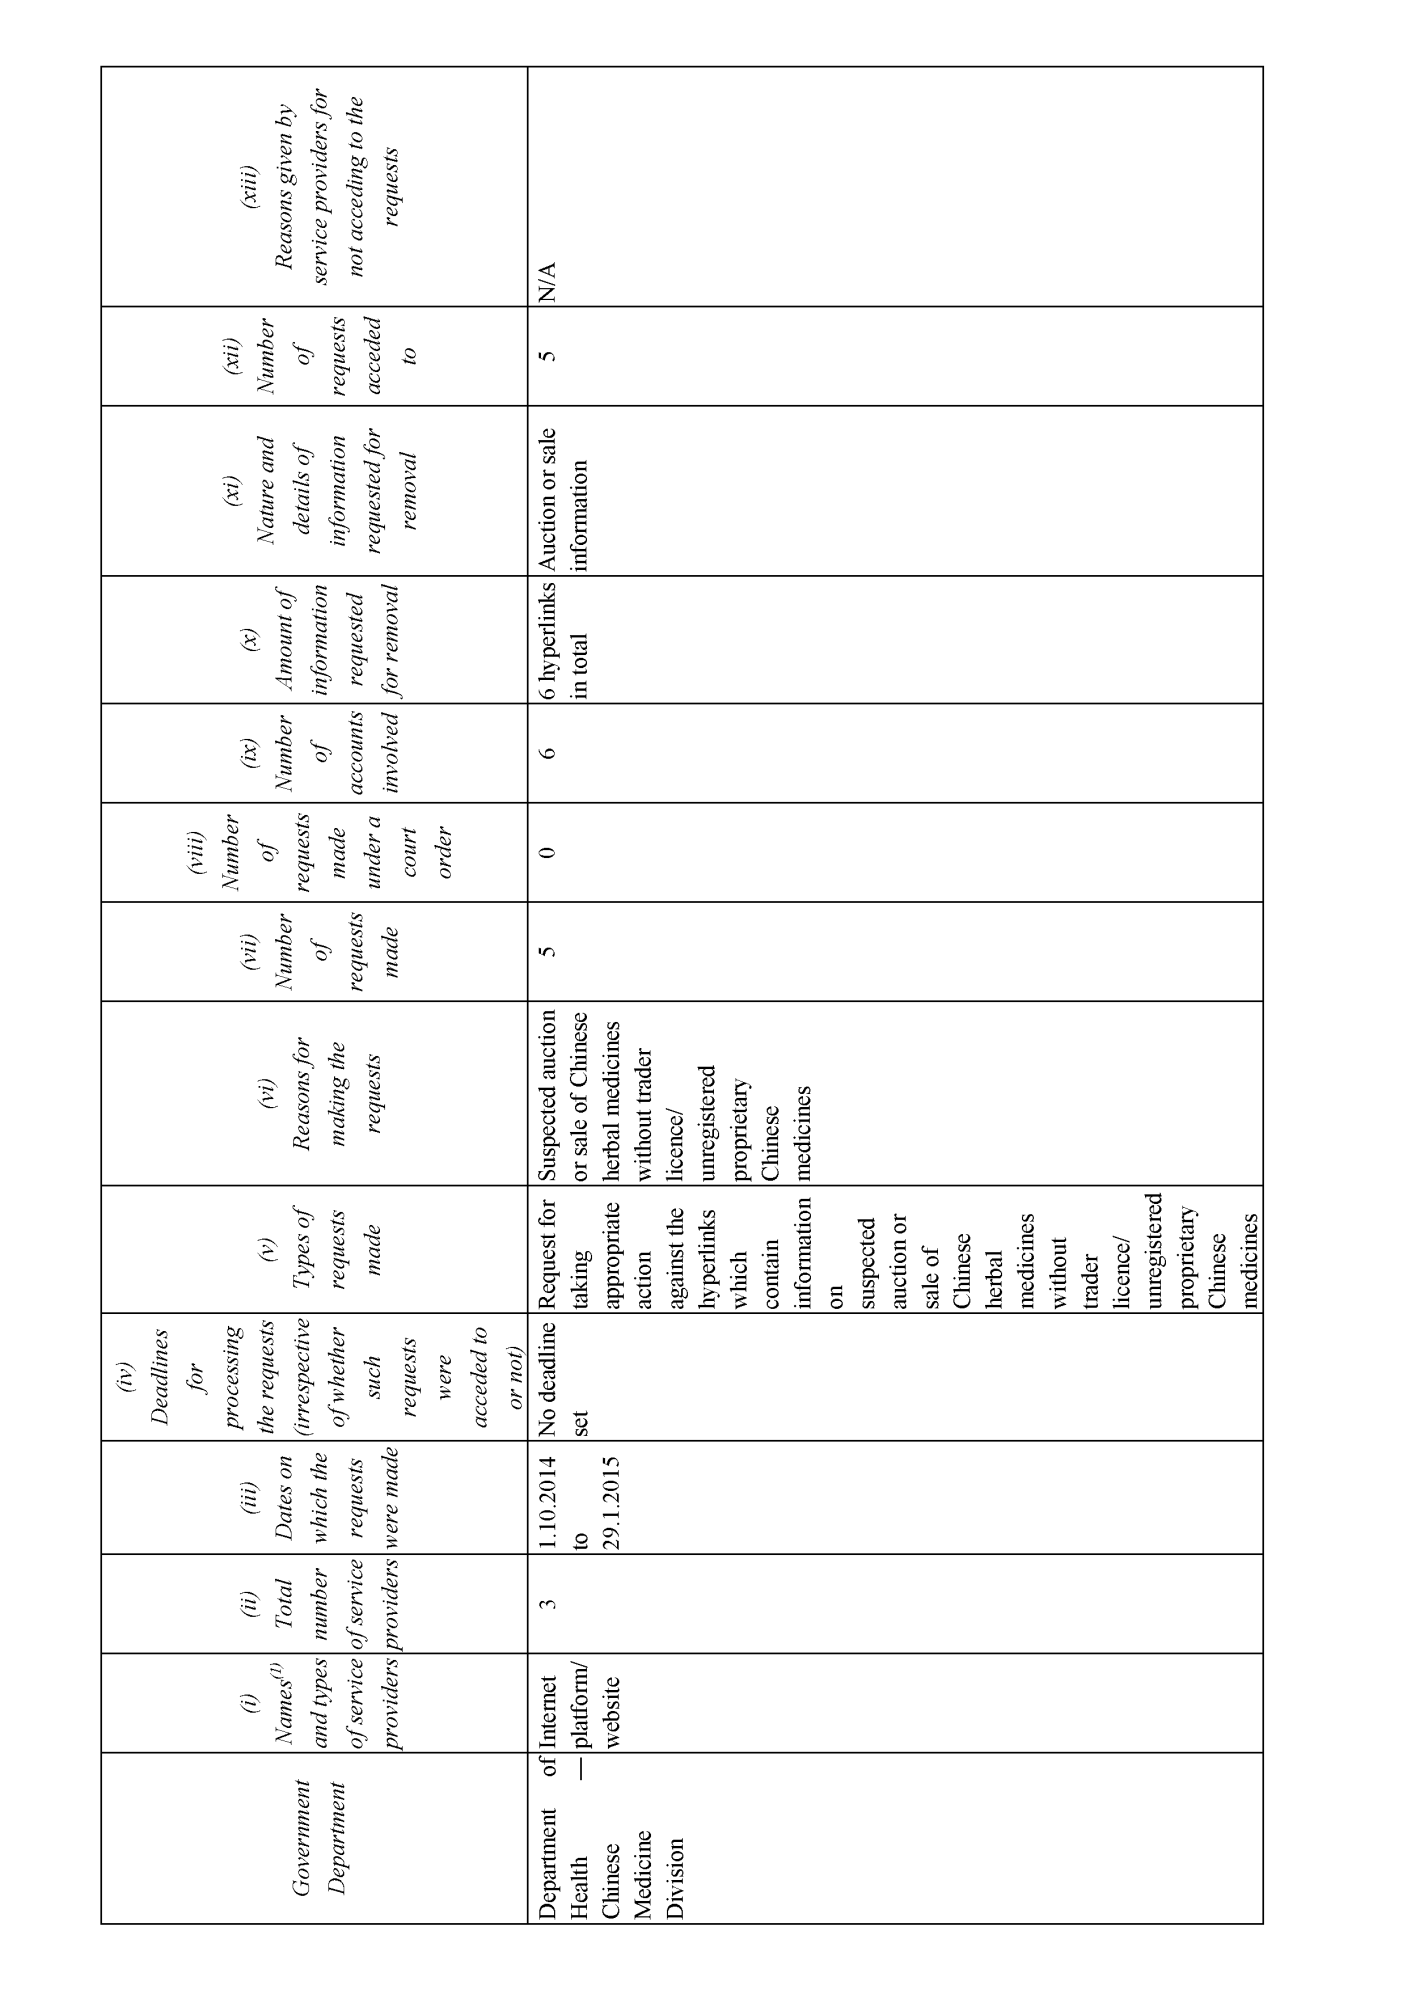 Government
Department
(i)
Names(1)
and types
of service
providers
(ii)
Total
number
of service
providers
(iii)
Dates on
which the
requests
were made
(iv)
Deadlines
for
processing
the requests
(irrespective
of whether
such
requests
were
acceded to
or not)
(v)
Types of
requests
made
(vi)
Reasons for
making the
requests
(vii)
Number
of
requests
made
(viii)
Number
of
requests
made
under a
court
order
(ix)
Number
of
accounts
involved
(x)
Amount of
information
requested
for removal
(xi)
Nature and
details of
information
requested for
removal
(xii)
Number
of
requests
acceded
to
(xiii)
Reasons given by
service providers for
not acceding to the
requests
Department of
Health —
Chinese
Medicine
Division
Internet
platform/
website
3
1.10.2014
to
29.1.2015
No deadline
set
Request for
taking
appropriate
action
against the
hyperlinks
which
contain
information
on
suspected
auction or
sale of
Chinese
herbal
medicines
without
trader
licence/
unregistered
proprietary
Chinese
medicines
Suspected auction
or sale of Chinese
herbal medicines
without trader
licence/
unregistered
proprietary
Chinese
medicines
5
0
6
6 hyperlinks
in total
Auction or sale
information
5
N/A